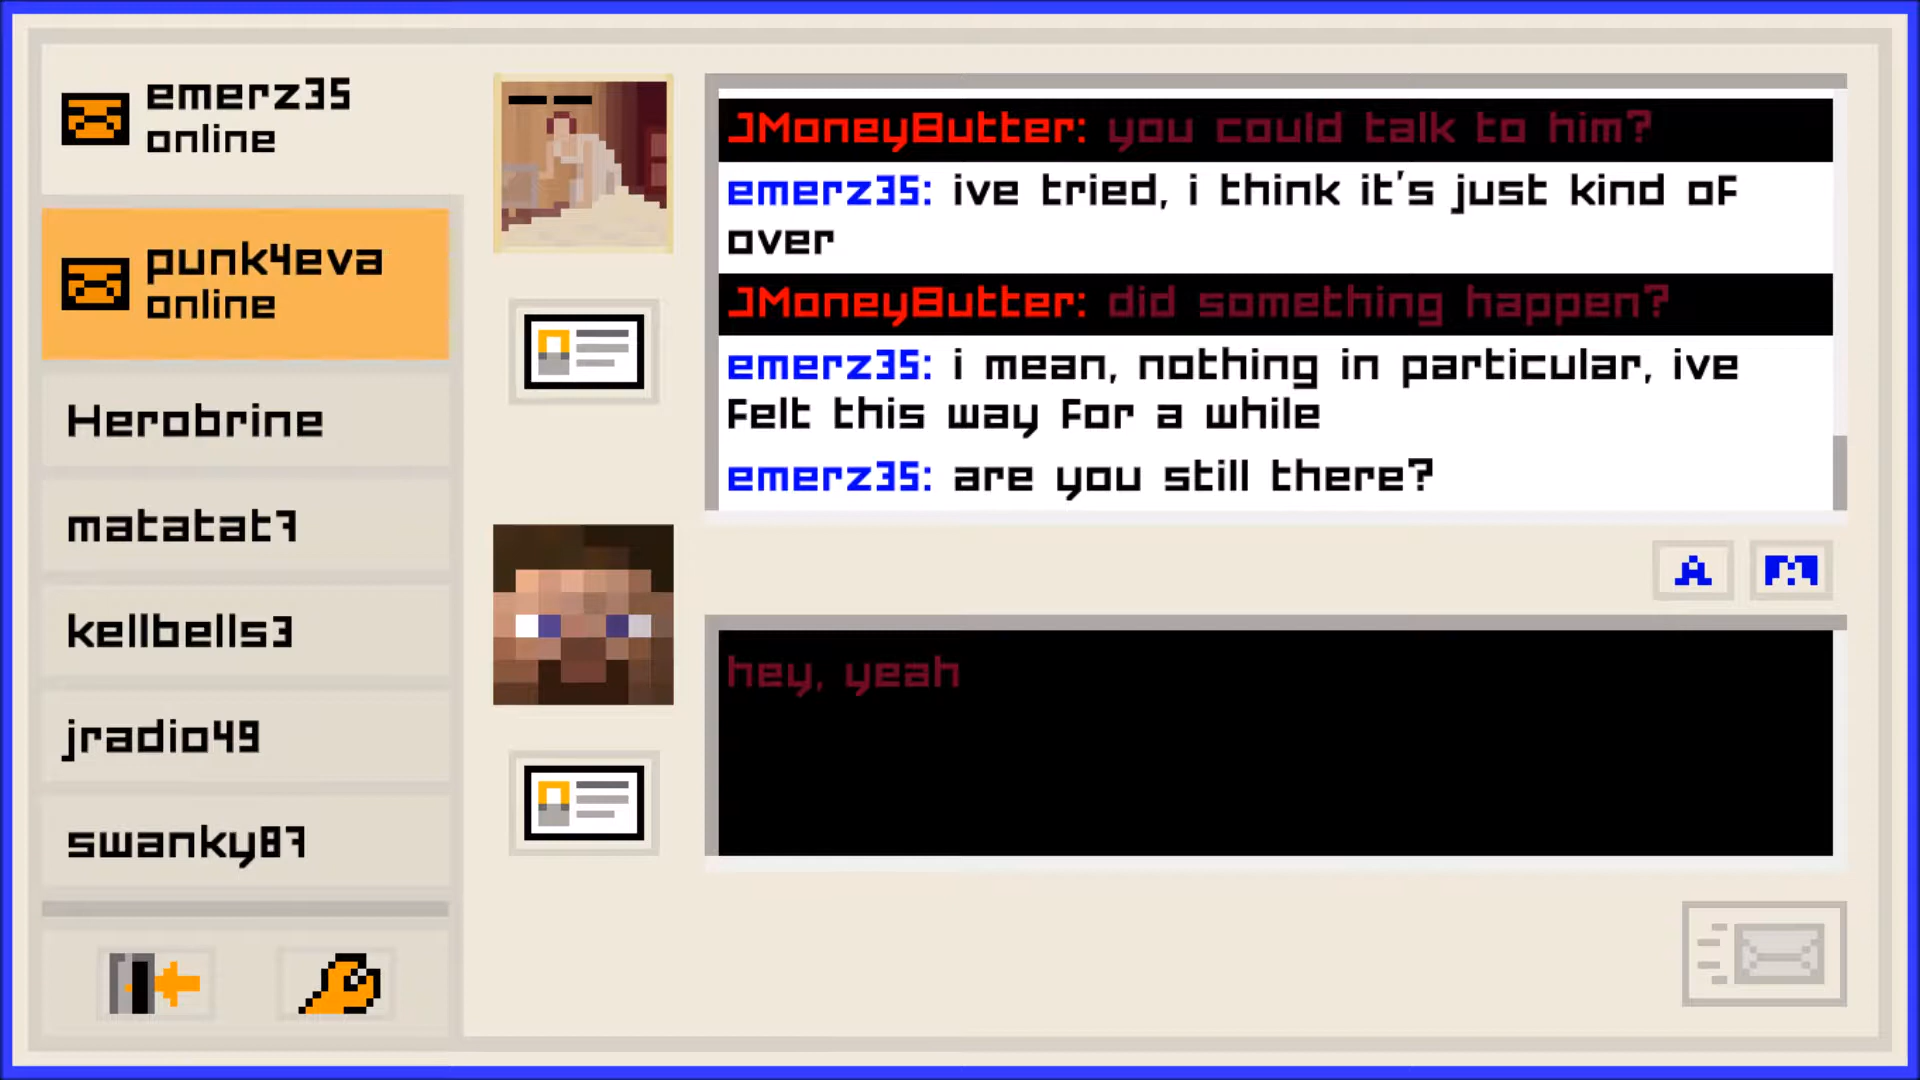 emerz35
online
punk4eva
online
Herobrine
matatat7
kellbells3
jradio49
swanky87
JMoneyButter: you could talk to him?
emerz35: ive tried, i think it's just kind of
over
JMoneyButter: did something happen?
emerz35: i mean, nothing in particular, ive
felt this way for a while
emerz35: are you still there?
A
hey, yeah